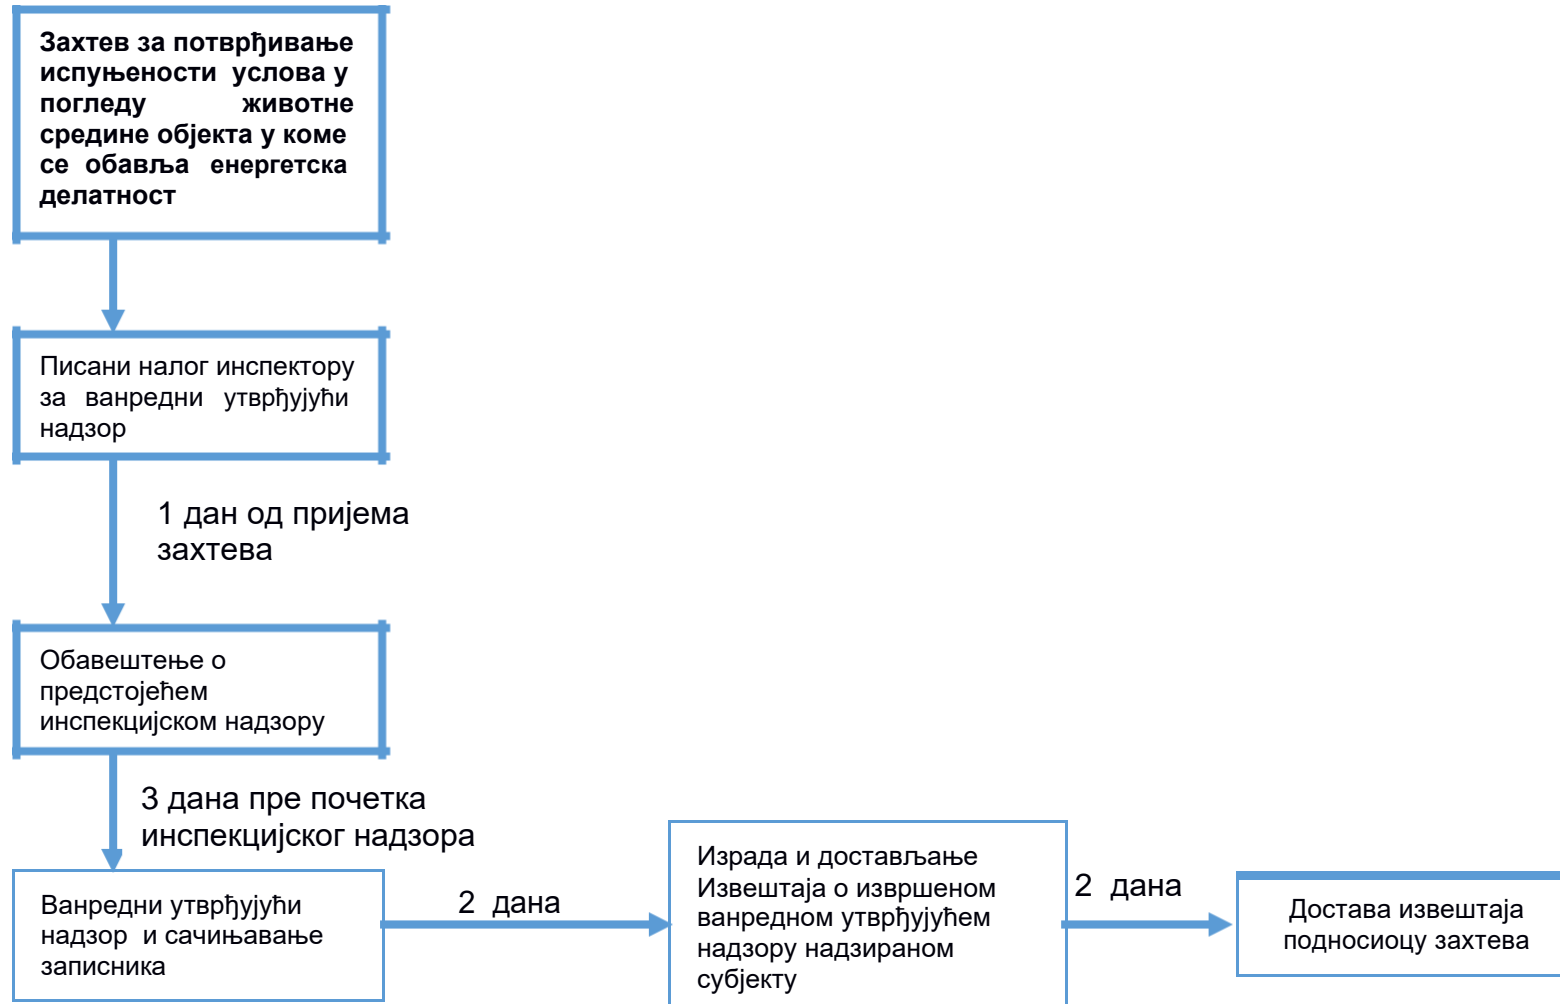 Захтев за потврђивање
испуњености услова у
погледу животне
средине објекта у коме
се обавља енергетска
делатност
Писани налог инспектору
за ванредни утврђујући
надзор
1 дан од пријема
захтева
Обавештење о
предстојећем
инспекцијском надзору
3 дана пре почетка
инспекцијског надзора
Ванредни утврђујући
надзор и сачињавање
записника
2 дана
Израда и достављање
Извештаја о извршеном
ванредном утврђујућем
надзору надзираном
субјекту
2 дана
Достава извештаја
подносиоцу захтева